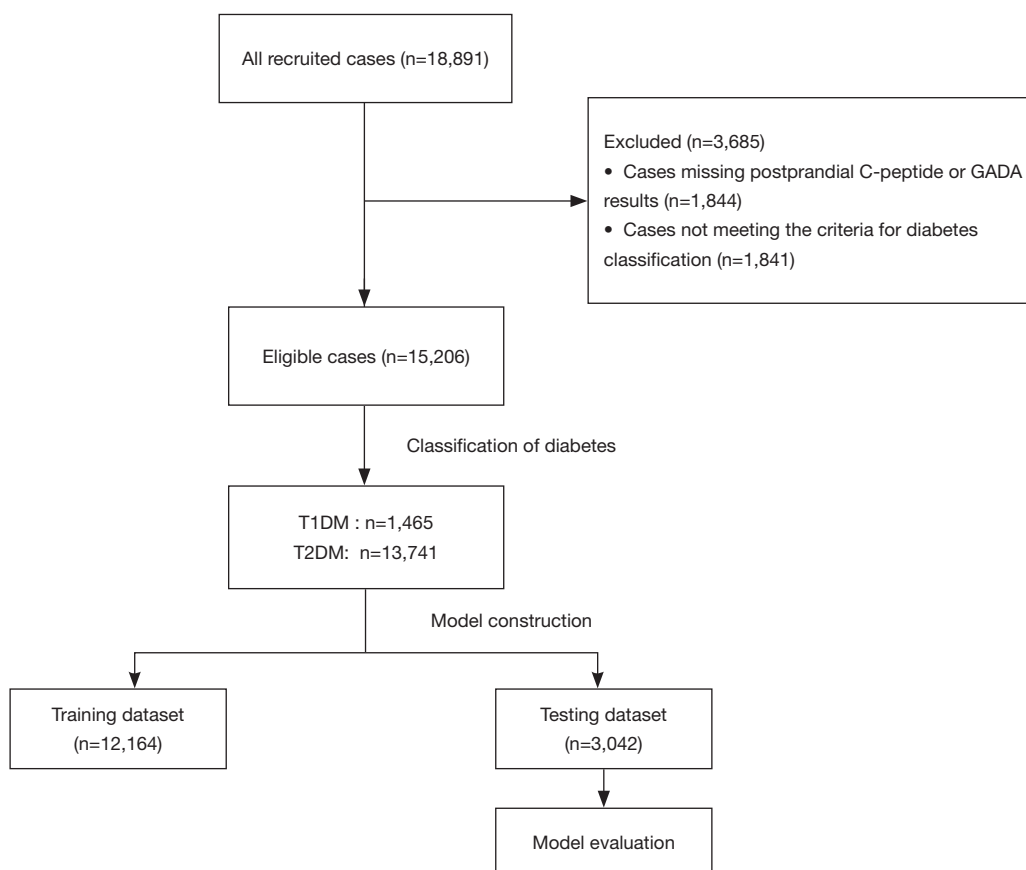 All recruited cases (n=18,891)
Excluded (n=3,685)
• Cases missing postprandial C-peptide or GADA
results (n=1,844)
• Cases not meeting the criteria for diabetes
classification (n=1,841)
Eligible cases (n=15,206)
Classification of diabetes
T1DM : n=1,465
T2DM: n=13,741
Model construction
Training dataset
(n=12,164)
Testing dataset
(n=3,042)
Model evaluation